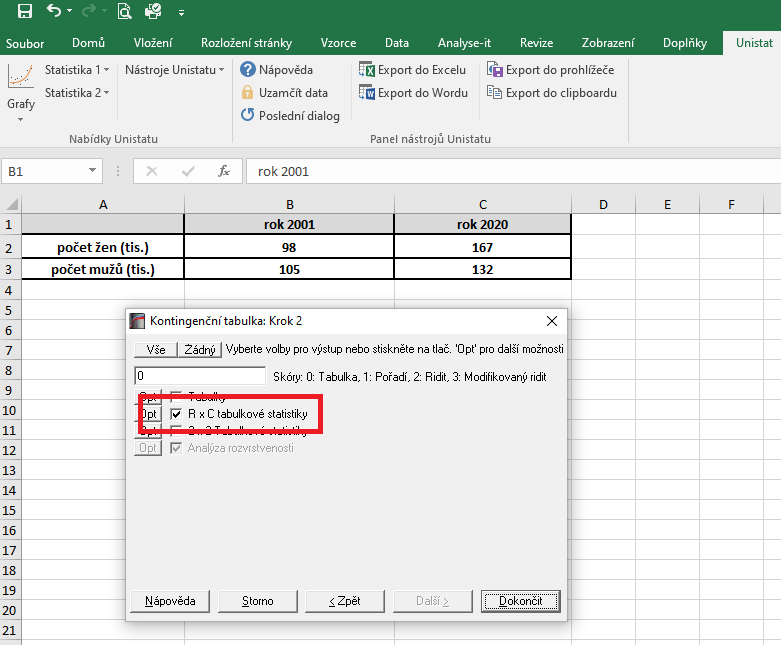 Soubor Domů Vložení Rozložení stránky Vzorce Data Analyse-it Revize Zobrazení Doplňky Unistat
Grafy
Statistika 1
Statistika 2
Nástroje Unistatu
Nabídky Unistatu
Nápověda
Uzamčít data
Poslední dialog
Export do Excelu
Export do Wordu
Export do prohlížeče
Export do clipboardu
Panel nástrojů Unistatu
B1 fx rok 2001
A B C D E F
1 rok 2001 rok 2020
2 počet žen (tis.) 98 167
3 počet mužů (tis.) 105 132
4
5
6
7
8
9
10
11
12
13
14
15
16
17
18
19
20
21
Kontingenční tabulka: Krok 2
Vše Žádný Vyberte volby pro výstup nebo stiskněte na tlač. 'Opt' pro další možnosti
0 Skóry: 0: Tabulka, 1: Pořadí, 2: Ridit, 3: Modifikovaný ridit
Opt Tabulky
Opt R x C tabulkové statistiky
Opt 2 x 2 Tabulkové statistiky
Opt Analýza rozvrstvenosti
Nápověda Storno < Zpět Další > Dokončit